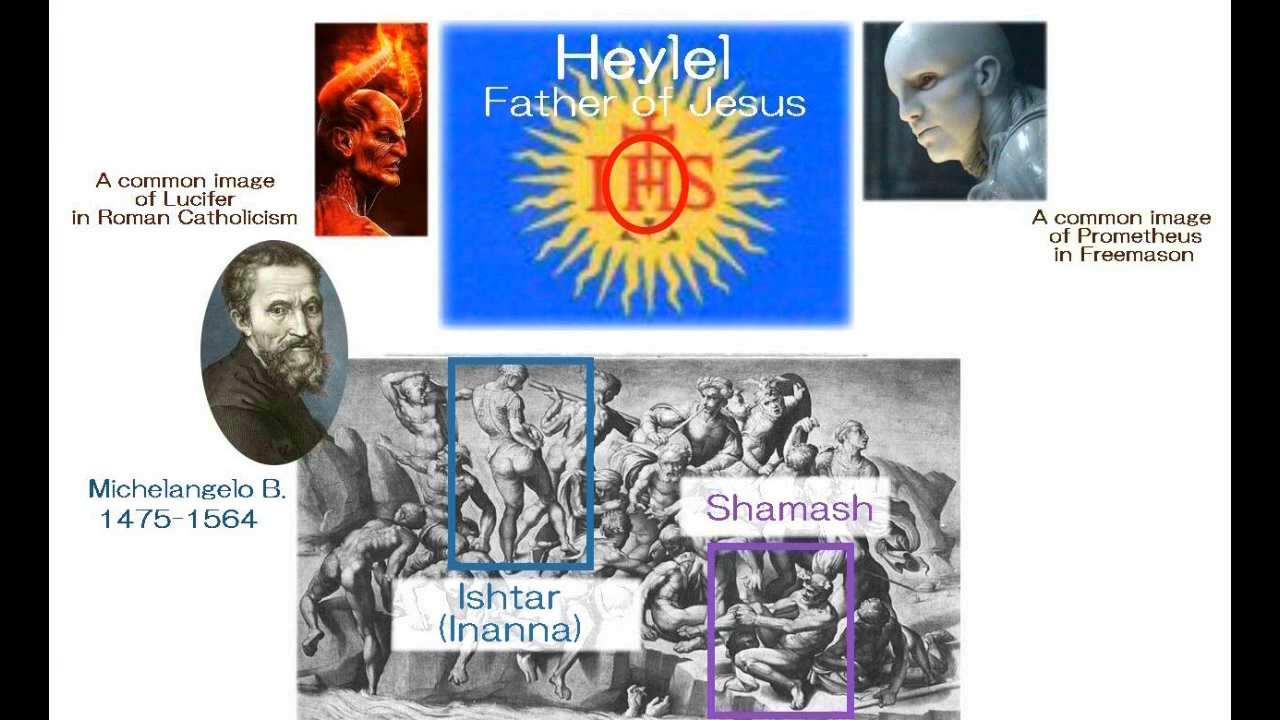 Heylel
Father of Jesus
IHS
A common image
of Lucifer
in Roman Catholicism
A common image
of Prometheus
in Freemason
Michelangelo B.
1475-1564
Shamash
Ishtar
(Inanna)